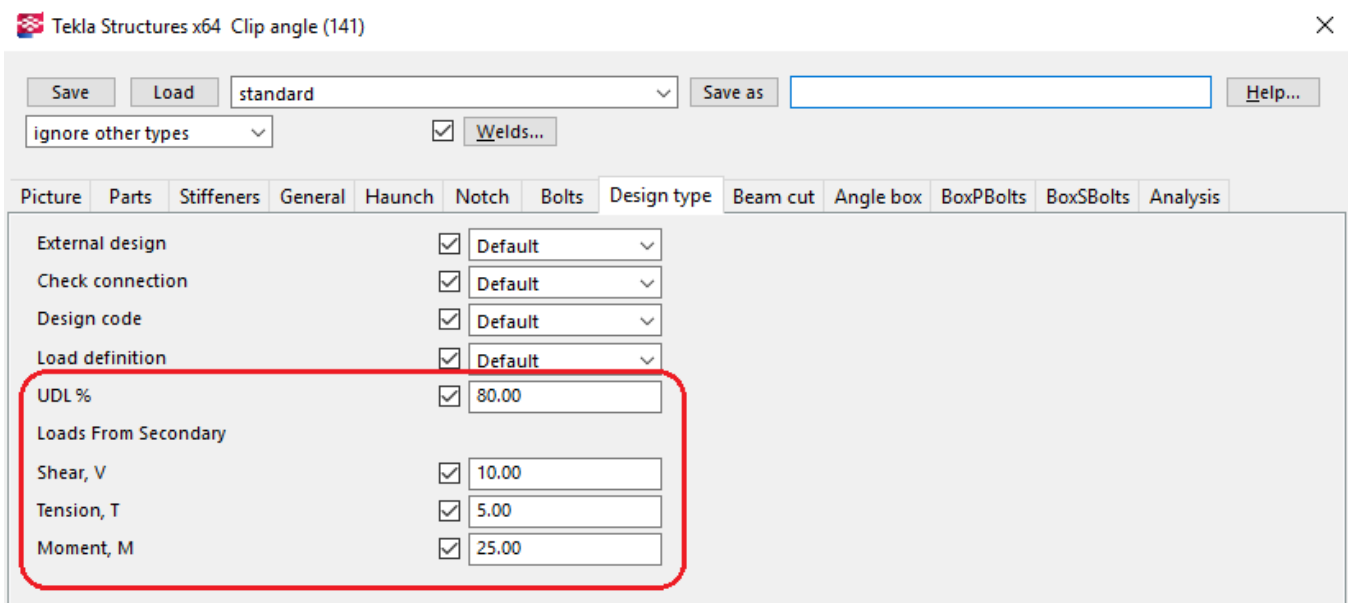 Tekla Structures x64 Clip angle (141)
Save Load standard Save as Help...
ignore other types Welds...
Picture Parts Stiffeners General Haunch Notch Bolts Design type Beam cut Angle box BoxPBolts BoxSBolts Analysis
External design Default
Check connection Default
Design code Default
Load definition Default
UDL % 80.00
Loads From Secondary
Shear, V 10.00
Tension, T 5.00
Moment, M 25.00